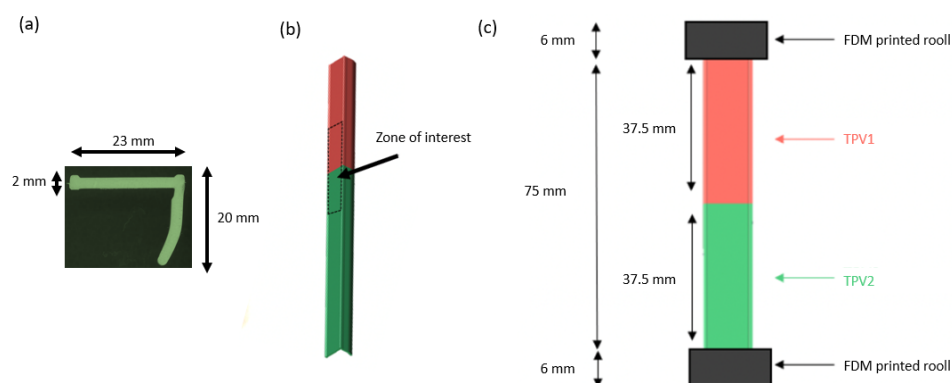 (a)
23 mm
2 mm
20 mm
(b)
Zone of interest
(c)
6 mm
FDM printed rooll
37.5 mm
TPV1
75 mm
37.5 mm
TPV2
6 mm
FDM printed rooll